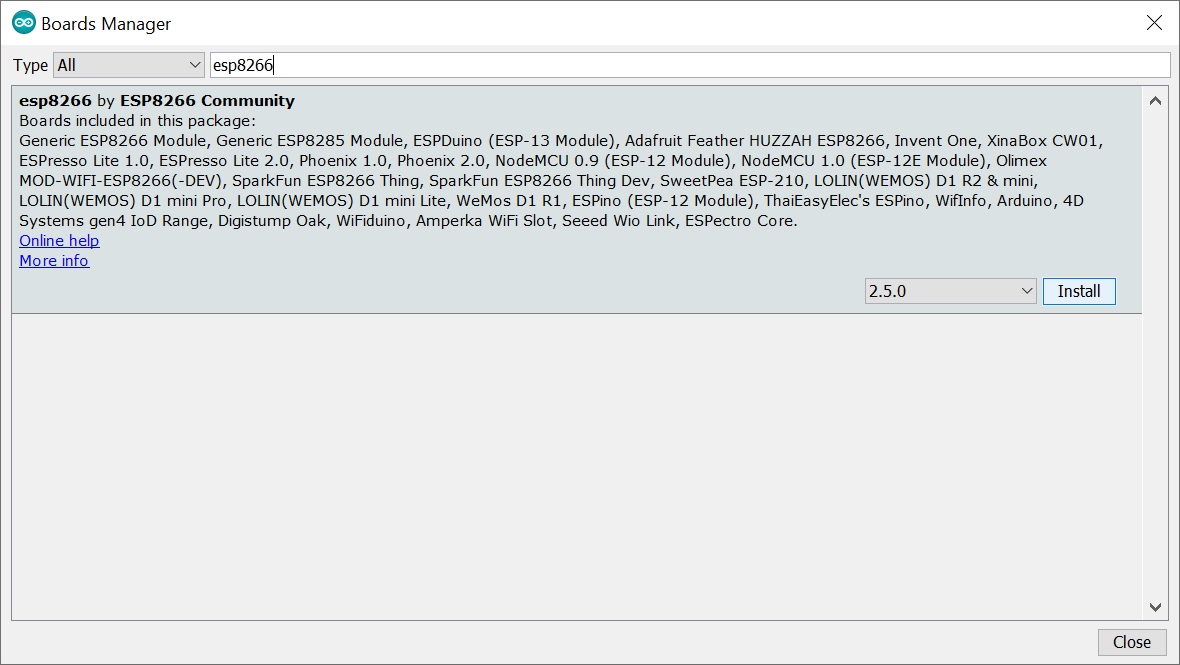 Boards Manager
Type All esp8266
esp8266 by ESP8266 Community
Boards included in this package:
Generic ESP8266 Module, Generic ESP8285 Module, ESPDuino (ESP-13 Module), Adafruit Feather HUZZAH ESP8266, Invent One, XinaBox CW01,
ESPresso Lite 1.0, ESPresso Lite 2.0, Phoenix 1.0, Phoenix 2.0, NodeMCU 0.9 (ESP-12 Module), NodeMCU 1.0 (ESP-12E Module), Olimex
MOD-WIFI-ESP8266(-DEV), SparkFun ESP8266 Thing, SparkFun ESP8266 Thing Dev, SweetPea ESP-210, LOLIN(WEMOS) D1 R2 & mini,
LOLIN(WEMOS) D1 mini Pro, LOLIN(WEMOS) D1 mini Lite, WeMos D1 R1, ESPino (ESP-12 Module), ThaiEasyElec's ESPino, WifInfo, Arduino, 4D
Systems gen4 IoD Range, Digistump Oak, WiFiduino, Amperka WiFi Slot, Seeed Wio Link, ESPectro Core.
Online help
More info
2.5.0 Install
Close